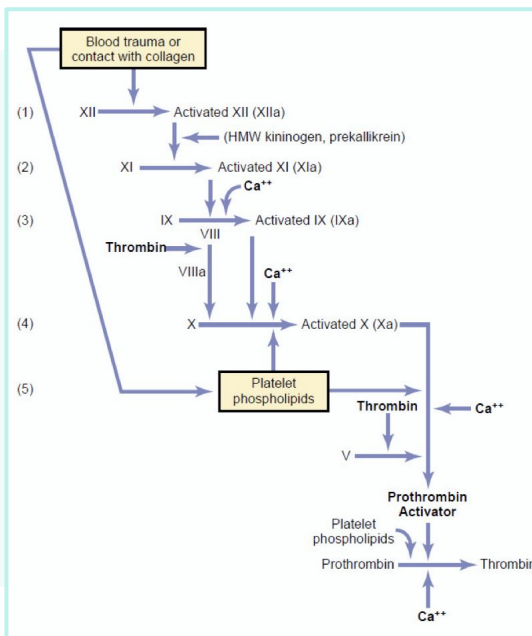 Blood trauma or
contact with collagen
(1) XII Activated XII (XIIa)
(HMW kininogen, prekallikrein)
(2) XI Activated XI (XIa)
Ca++
(3) IX Activated IX (IXa)
VIII
Thrombin
VIIIa
Ca++
(4) X Activated X (Xa)
(5) Platelet
phospholipids
Thrombin
Ca++
V
Prothrombin
Activator
Platelet
phospholipids
Prothrombin Thrombin
Ca++